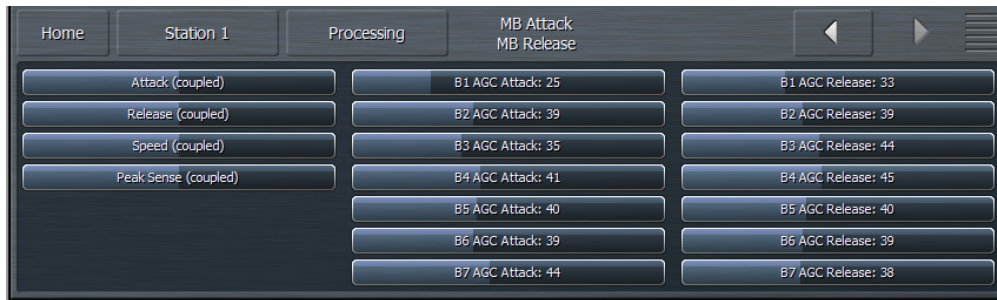 Home
Station 1
Processing
MB Attack
MB Release
Attack (coupled)
Release (coupled)
Speed (coupled)
Peak Sense (coupled)
B1 AGC Attack: 25
B2 AGC Attack: 39
B3 AGC Attack: 35
B4 AGC Attack: 41
B5 AGC Attack: 40
B6 AGC Attack: 39
B7 AGC Attack: 44
B1 AGC Release: 33
B2 AGC Release: 39
B3 AGC Release: 44
B4 AGC Release: 45
B5 AGC Release: 40
B6 AGC Release: 39
B7 AGC Release: 38